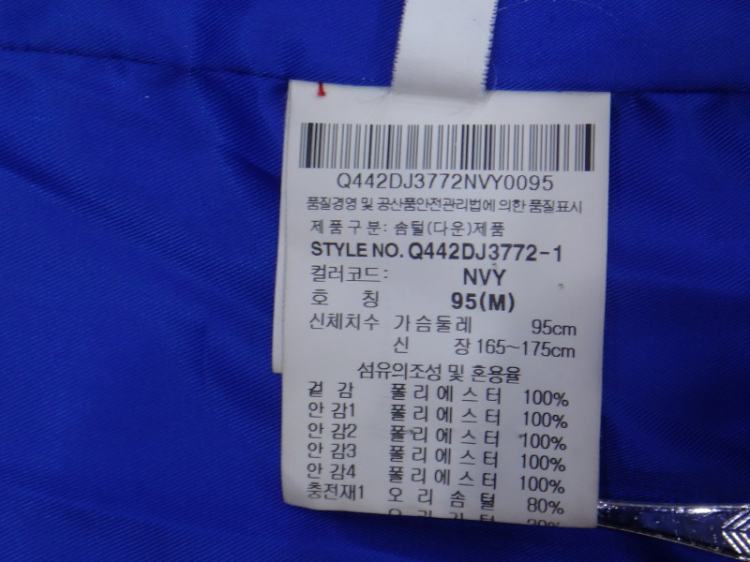 Q442DJ3772NVY0095
품질경영 및 공산품안전관리법에 의한 품질표시
제품구분: 솜털(다운)제품
STYLE NO. Q442DJ3772-1
컬러코드: NVY
호 칭 95(M)
신체치수 가슴둘레 95cm
신 장 165~175cm
섬유의조성 및 혼용율
겉 감 폴리에스터 100%
안감1 폴리에스터 100%
안감2 폴리에스터 100%
안감3 폴리에스터 100%
안감4 폴리에스터 100%
충전재1 오리솜털 80%